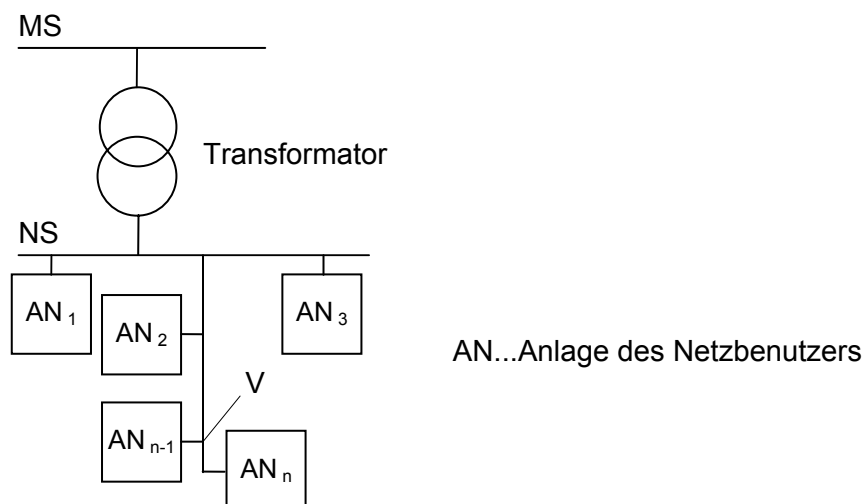 MS
Transformator
NS
AN 1
AN 2
AN 3
AN...Anlage des Netzbenutzers
V
AN n-1
AN n